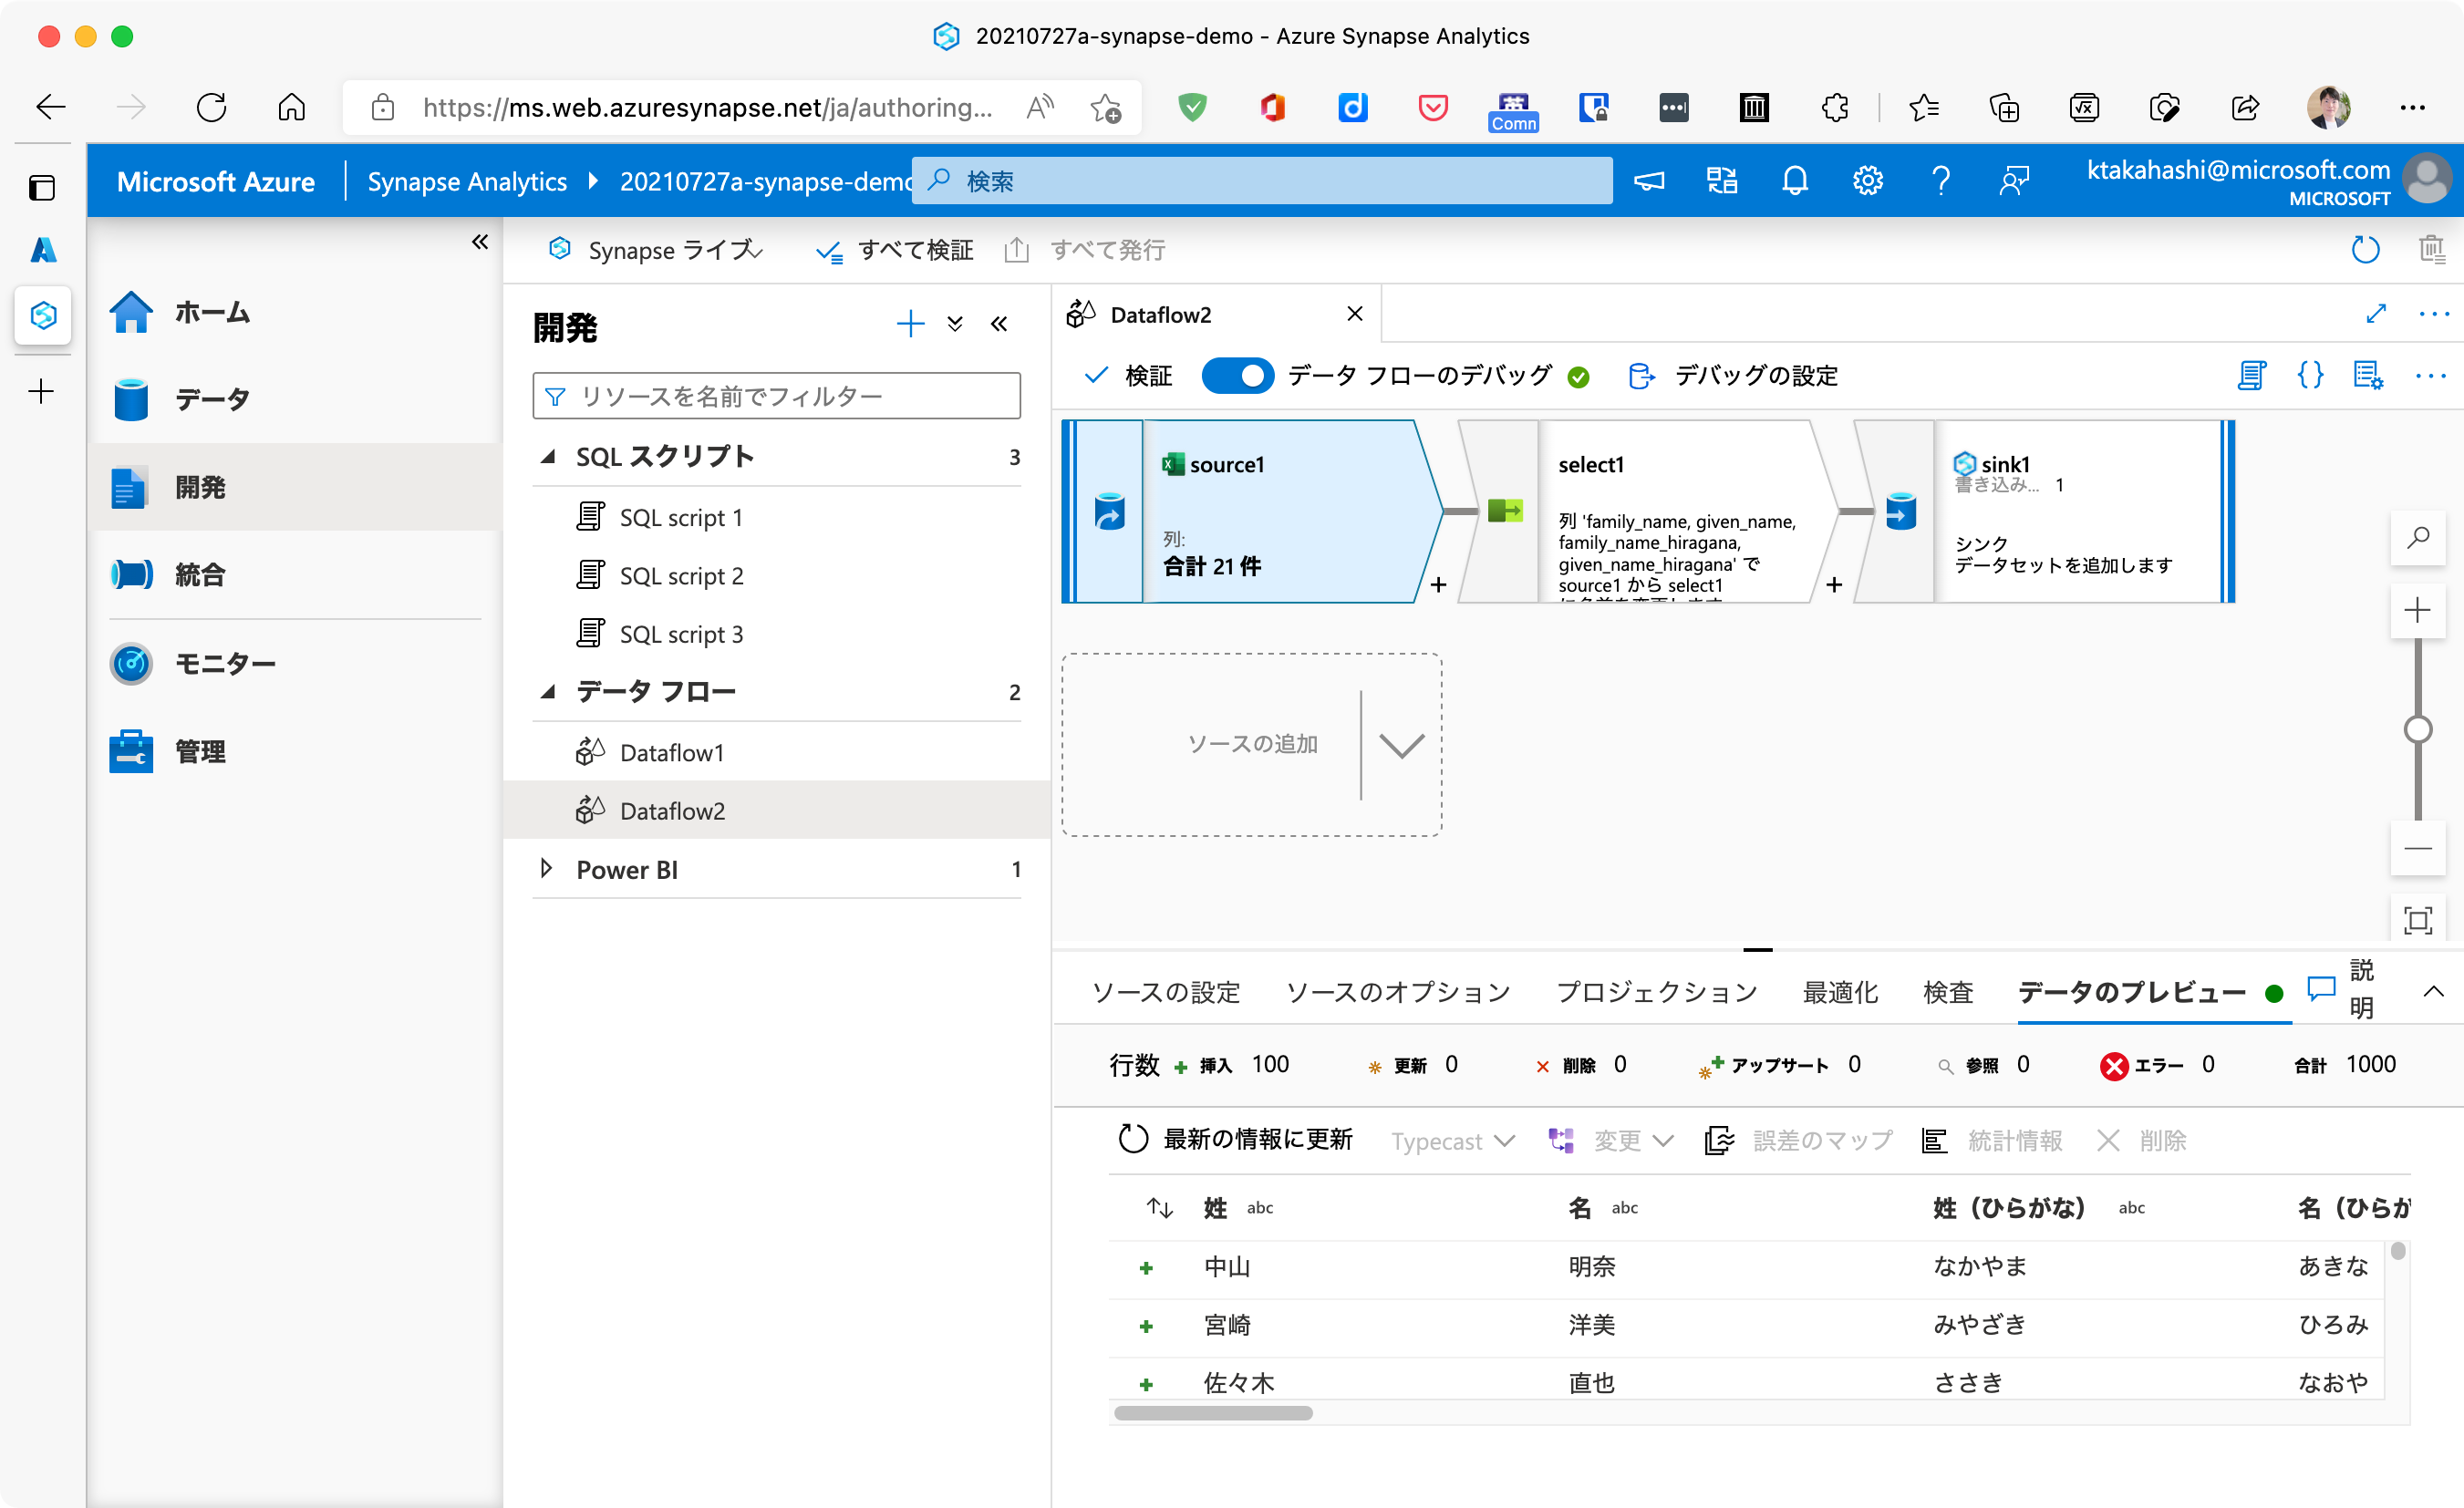 20210727a-synapse-demo - Azure Synapse Analytics
https://ms.web.azuresynapse.net/ja/authoring...
英
Comn
Microsoft Azure
Synapse Analytics
20210727a-synapse-demo
検索
ktakahashi@microsoft.com
MICROSOFT
ホーム
データ
開発
統合
モニター
管理
Synapse ライブ
すべて検証
すべて発行
開発
リソースを名前でフィルター
SQL スクリプト 3
SQL script 1
SQL script 2
SQL script 3
データ フロー 2
Dataflow1
Dataflow2
Power BI 1
Dataflow2
検証
データ フローのデバッグ
デバッグの設定
source1
列:
合計 21 件
select1
列 'family_name, given_name,
family_name_hiragana,
given_name_hiragana' で
source1 から select1
に名前を変更します
sink1
書き込み... 1
シンク
データセットを追加します
ソースの追加
ソースの設定
ソースのオプション
プロジェクション
最適化
検査
データのプレビュー
説
明
行数 挿入 100 更新 0 削除 0 アップサート 0 参照 0 エラー 0 合計 1000
最新の情報に更新 Typecast 変更 誤差のマップ 統計情報 削除
姓 abc 名 abc 姓（ひらがな） abc 名（ひらが
中山 明奈 なかやま あきな
宮崎 洋美 みやざき ひろみ
佐々木 直也 ささき なおや